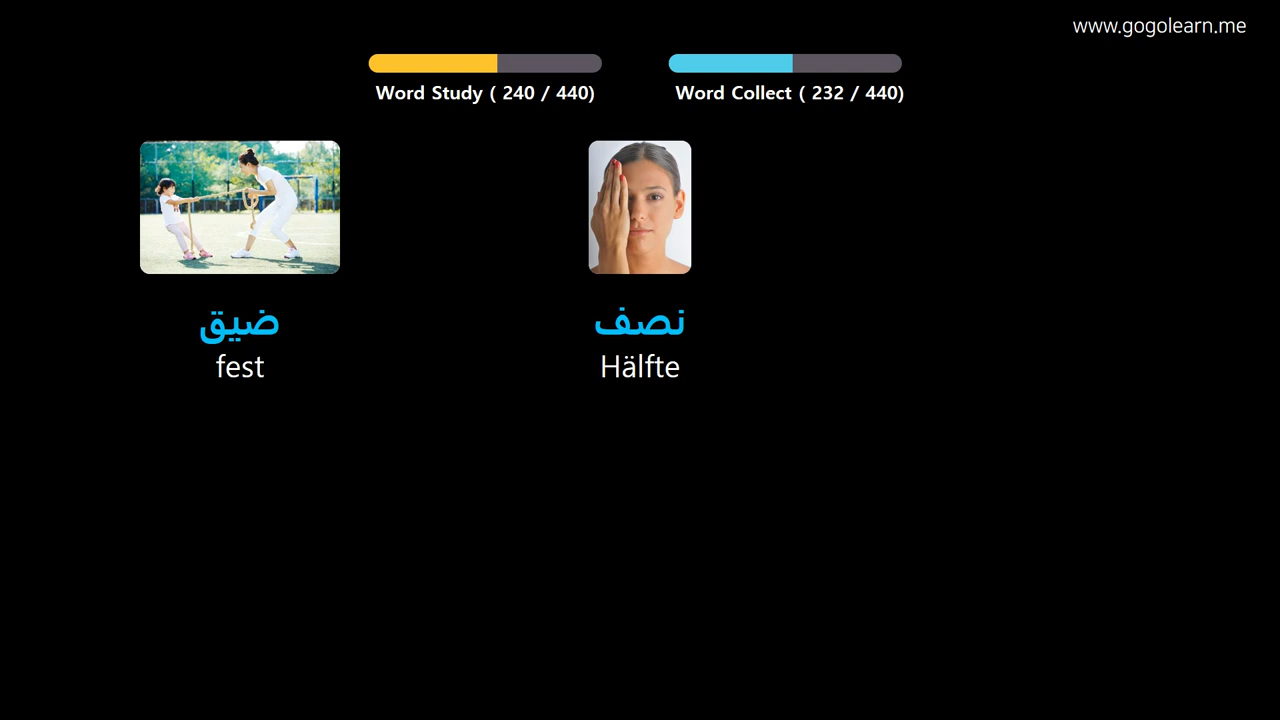 www.gogolearn.me
Word Study ( 240 / 440)
Word Collect ( 232 / 440)
ضيق
fest
نصف
Hälfte